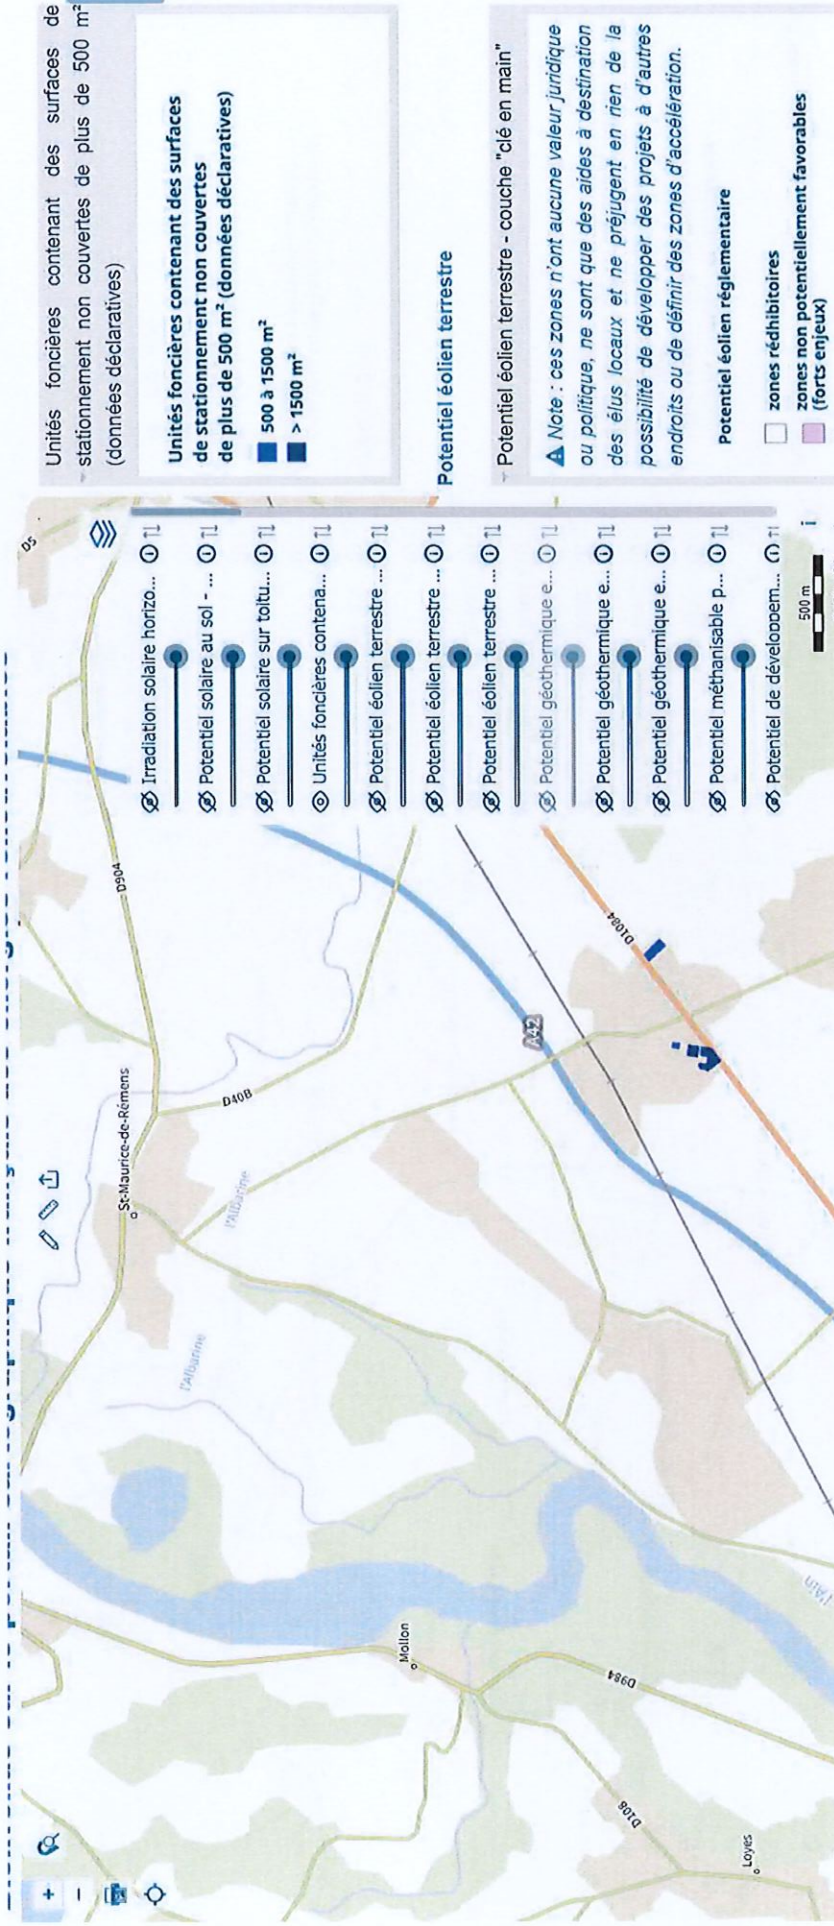 St-Maurice-de-Rémens
Mollon
Loyes
l'Albarine
l'Albarine
l'Ain
D5
D904
D40B
A42
D1084
D984
D108
Irradiation solaire horizo...
Potentiel solaire au sol - ...
Potentiel solaire sur toitu...
Unités foncières contena...
Potentiel éolien terrestre ...
Potentiel éolien terrestre ...
Potentiel éolien terrestre ...
Potentiel géothermique e...
Potentiel géothermique e...
Potentiel géothermique e...
Potentiel méthanisable p...
Potentiel de développem...
500 m
i
Unités foncières contenant des surfaces de
stationnement non couvertes de plus de 500 m²
(données déclaratives)
Unités foncières contenant des surfaces
de stationnement non couvertes
de plus de 500 m² (données déclaratives)
500 à 1500 m²
> 1500 m²
Potentiel éolien terrestre
Potentiel éolien terrestre - couche "clé en main"
Note : ces zones n'ont aucune valeur juridique
ou politique, ne sont que des aides à destination
des élus locaux et ne préjugent en rien de la
possibilité de développer des projets à d'autres
endroits ou de définir des zones d'accélération.
Potentiel éolien réglementaire
zones rédhibitoires
zones non potentiellement favorables
(forts enjeux)